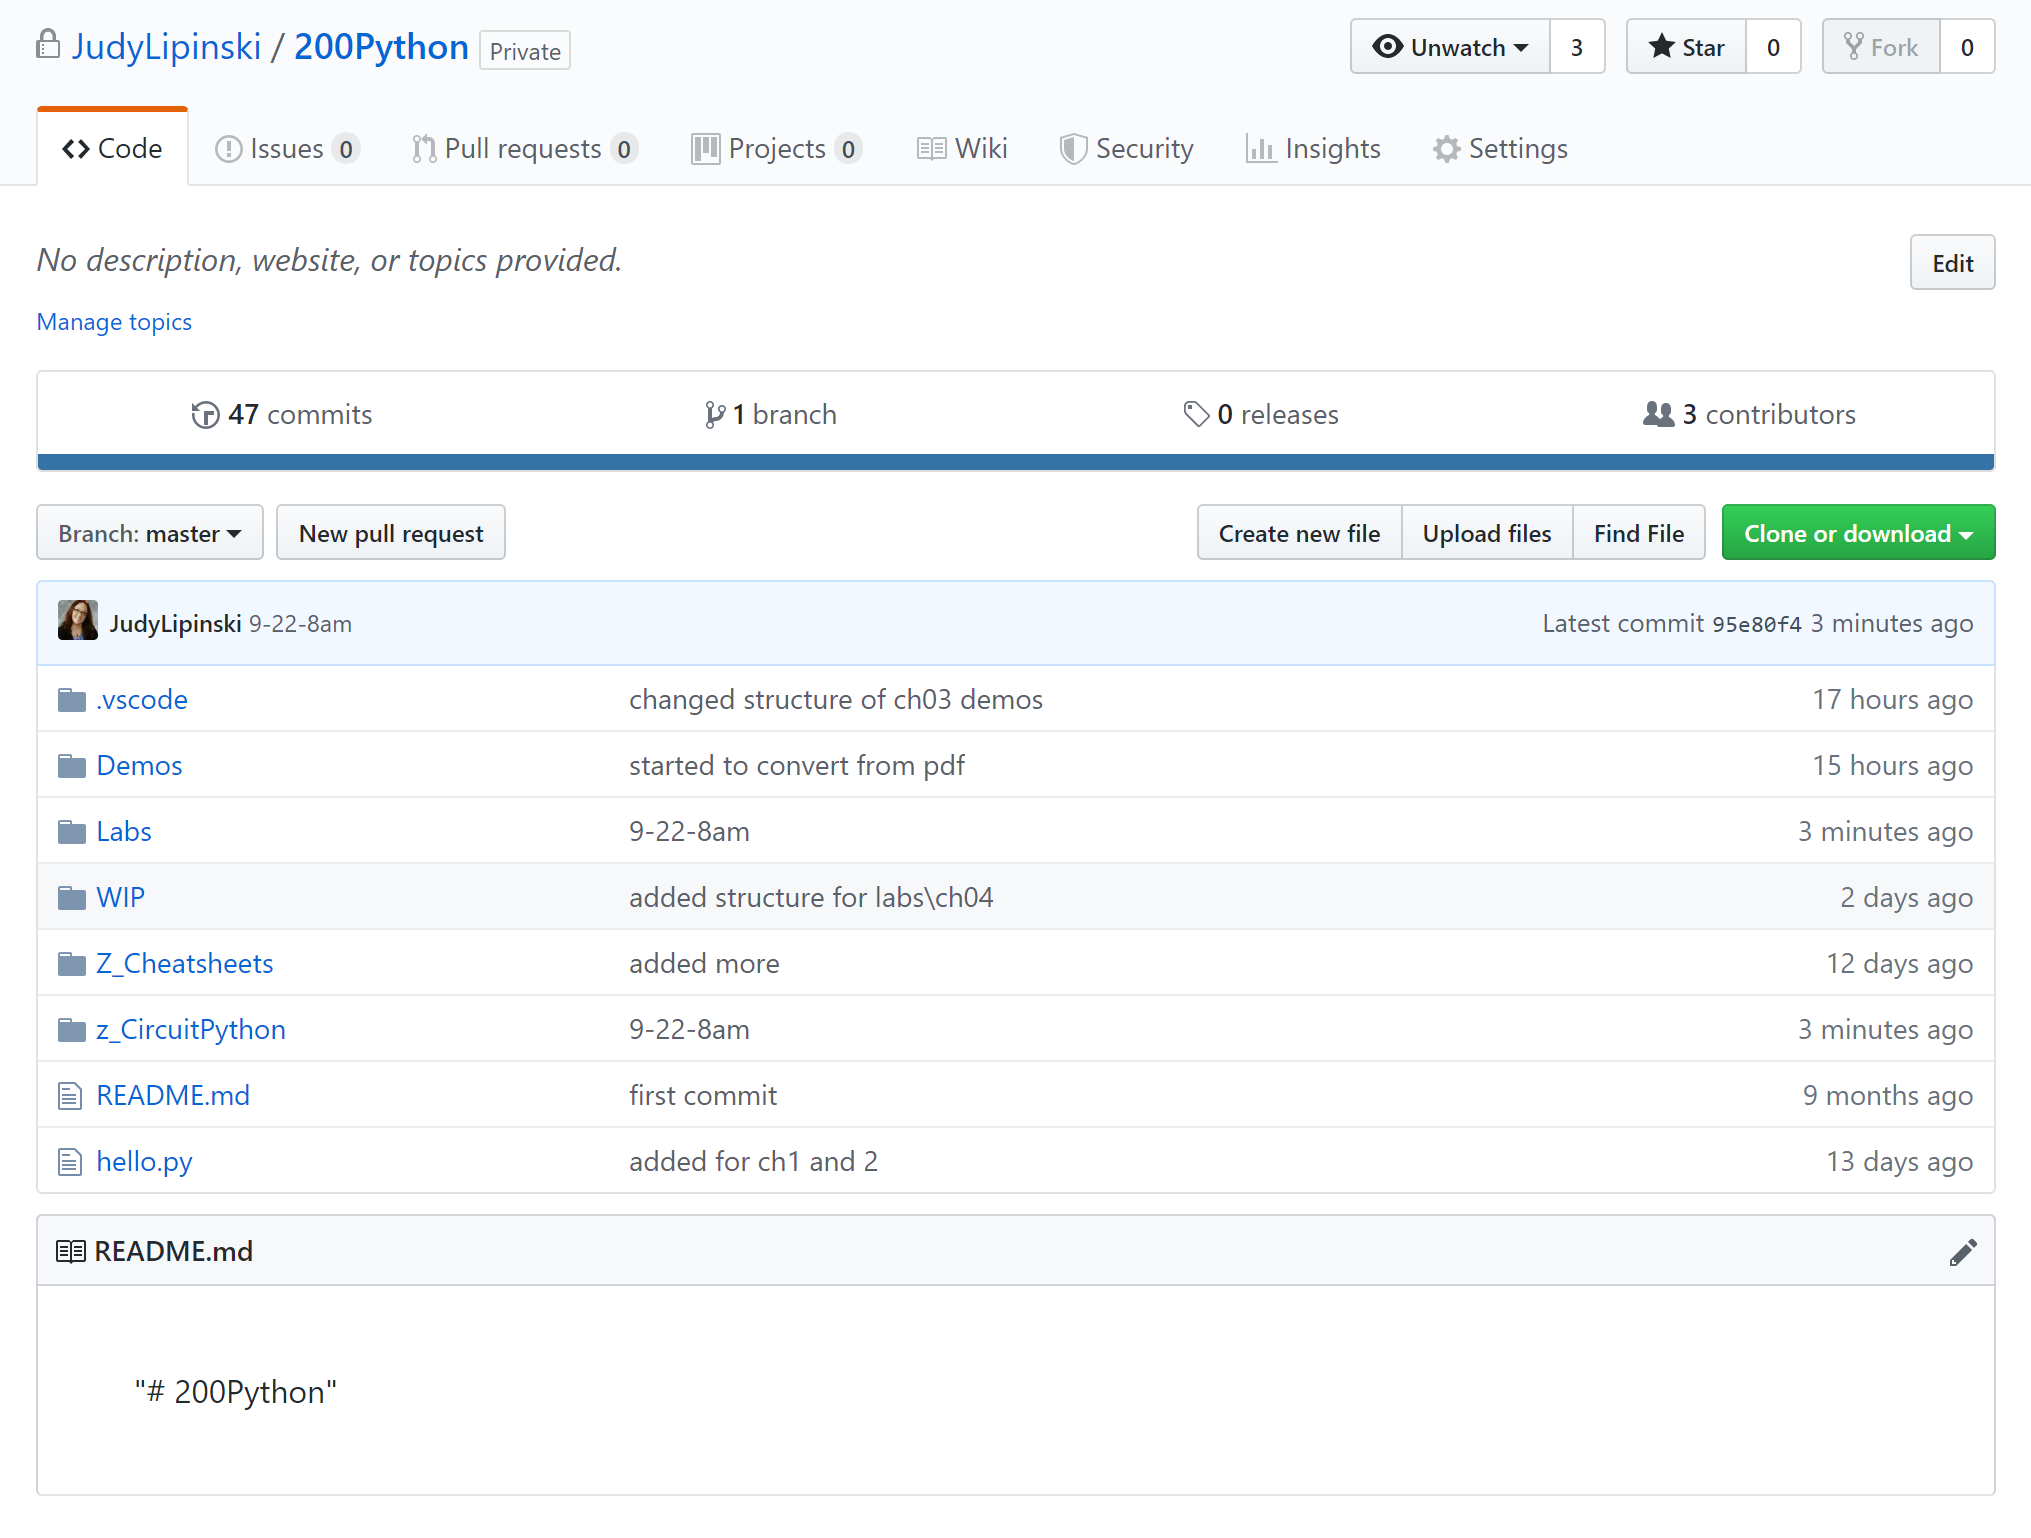 JudyLipinski / 200Python Private Unwatch 3 Star 0 Fork 0
Code Issues 0 Pull requests 0 Projects 0 Wiki Security Insights Settings
No description, website, or topics provided. Edit
Manage topics
47 commits 1 branch 0 releases 3 contributors
Branch: master New pull request Create new file Upload files Find File Clone or download
JudyLipinski 9-22-8am Latest commit 95e80f4 3 minutes ago
.vscode changed structure of ch03 demos 17 hours ago
Demos started to convert from pdf 15 hours ago
Labs 9-22-8am 3 minutes ago
WIP added structure for labs\ch04 2 days ago
Z_Cheatsheets added more 12 days ago
z_CircuitPython 9-22-8am 3 minutes ago
README.md first commit 9 months ago
hello.py added for ch1 and 2 13 days ago
README.md
"# 200Python"